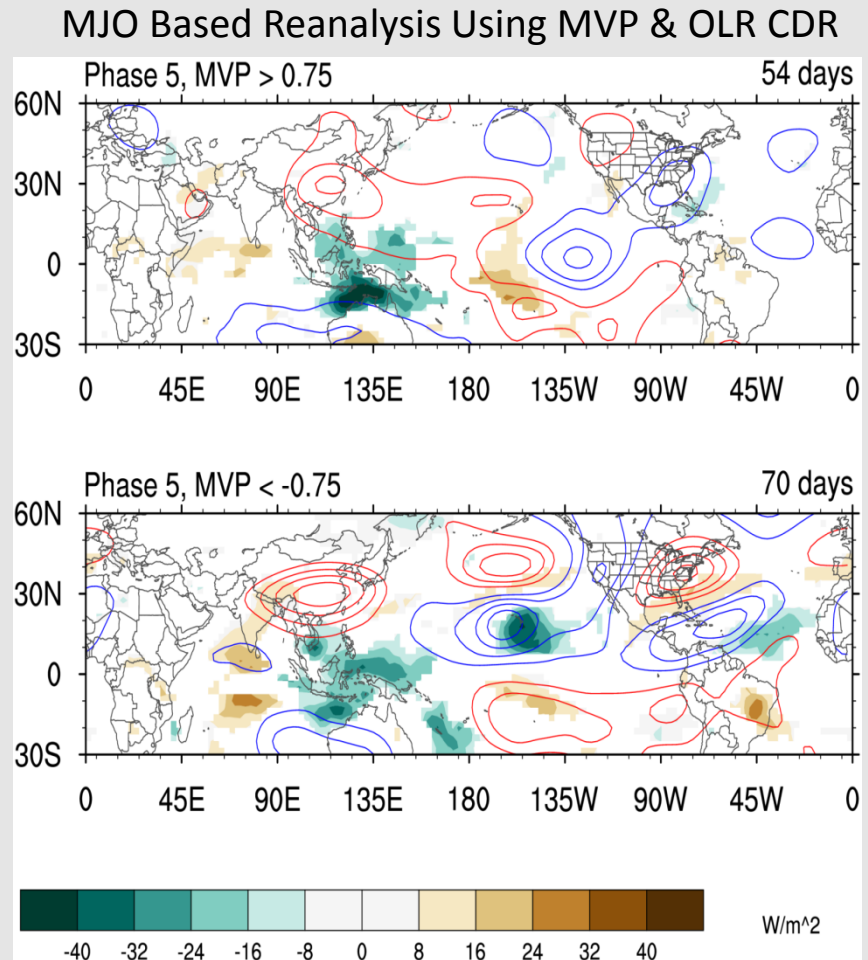 MJO Based Reanalysis Using MVP & OLR CDR
Phase 5, MVP > 0.75 54 days
60N
30N
0
30S
0 45E 90E 135E 180 135W 90W 45W 0
Phase 5, MVP < -0.75 70 days
60N
30N
0
30S
0 45E 90E 135E 180 135W 90W 45W 0
W/m^2
-40 -32 -24 -16 -8 0 8 16 24 32 40